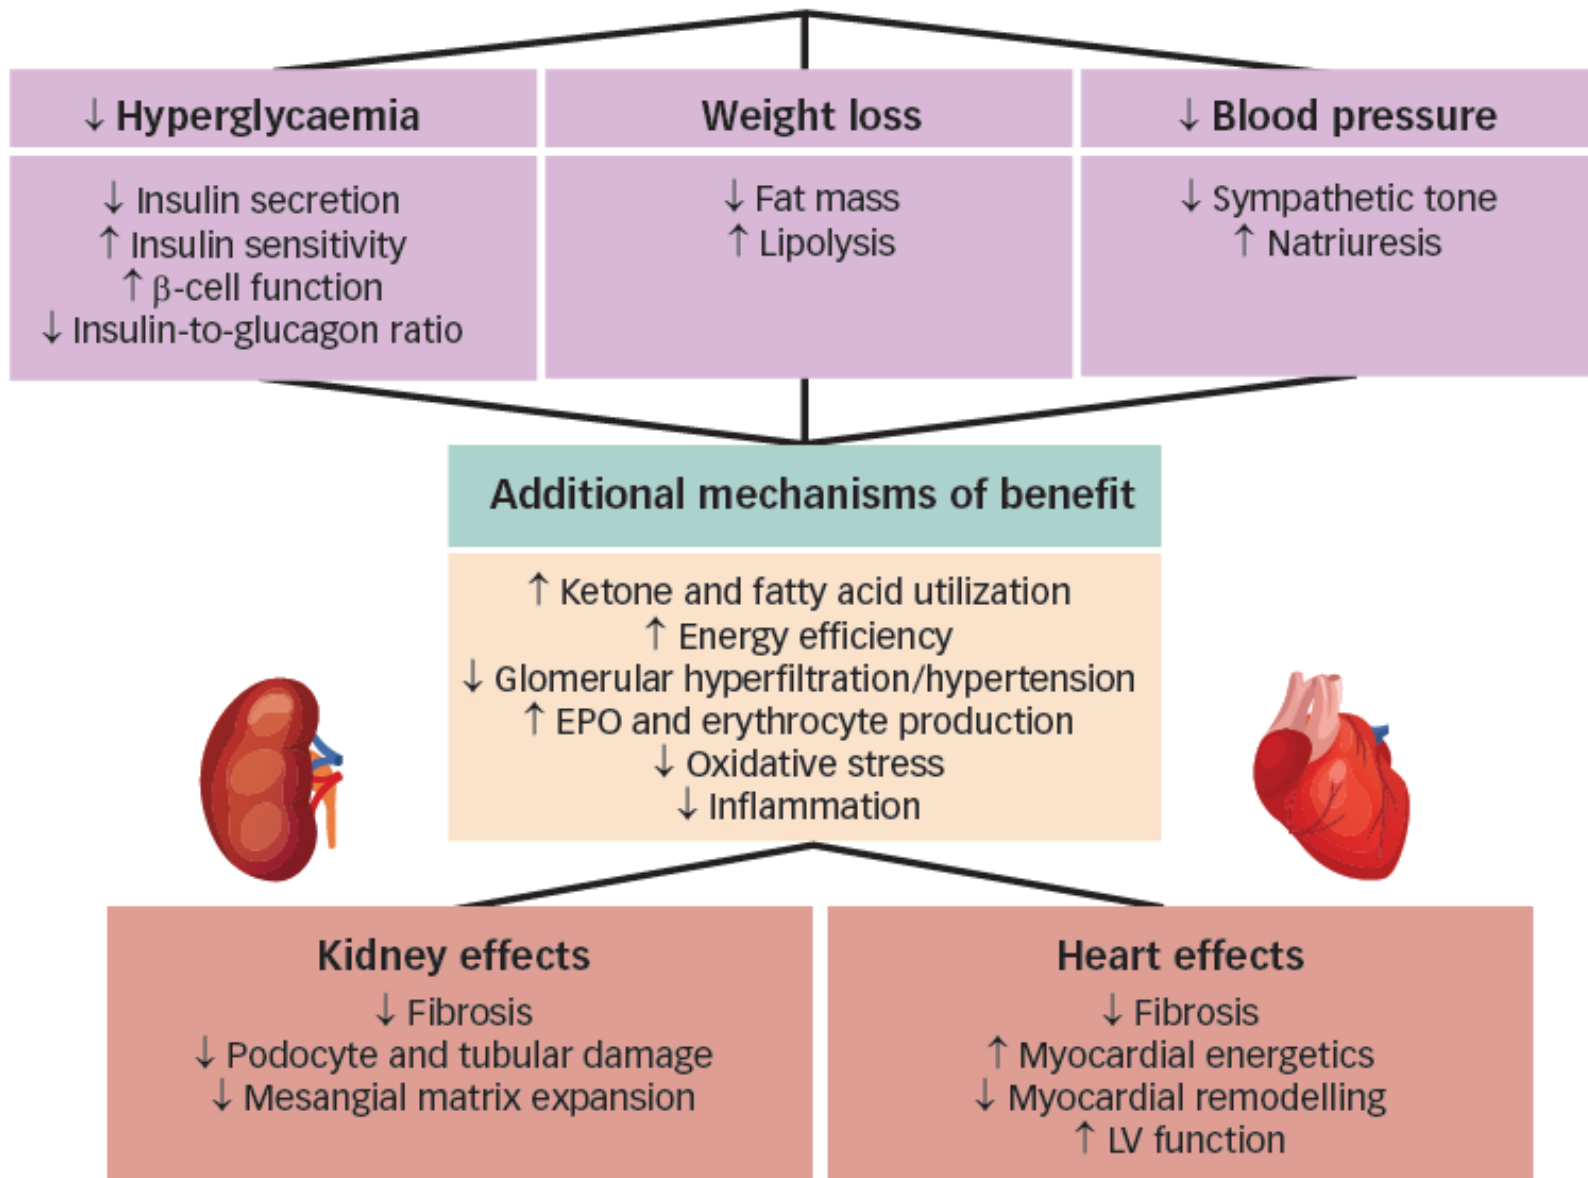 ↓ Hyperglycaemia
↓ Insulin secretion
↑ Insulin sensitivity
↑ β-cell function
↓ Insulin-to-glucagon ratio
Weight loss
↓ Fat mass
↑ Lipolysis
↓ Blood pressure
↓ Sympathetic tone
↑ Natriuresis
Additional mechanisms of benefit
↑ Ketone and fatty acid utilization
↑ Energy efficiency
↓ Glomerular hyperfiltration/hypertension
↑ EPO and erythrocyte production
↓ Oxidative stress
↓ Inflammation
Kidney effects
↓ Fibrosis
↓ Podocyte and tubular damage
↓ Mesangial matrix expansion
Heart effects
↓ Fibrosis
↑ Myocardial energetics
↓ Myocardial remodelling
↑ LV function